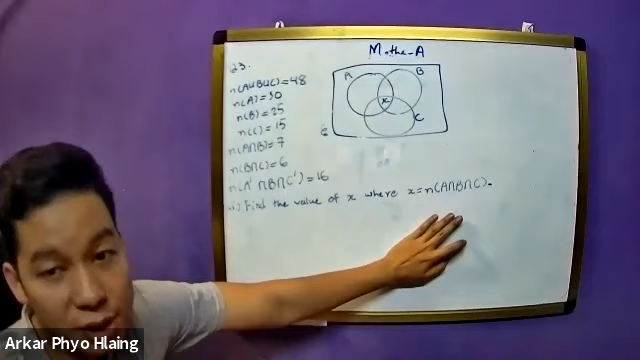 Maths-A
23.
n(A∪B∪C)=48
n(A)=30
n(B)=25
n(C)=15
n(A∩B)=7
n(B∩C)=6
n(A'∩B∩C')=16
i) Find the value of x where x=n(A∩B∩C).
A
B
x
C
Arkar Phyo Hlaing